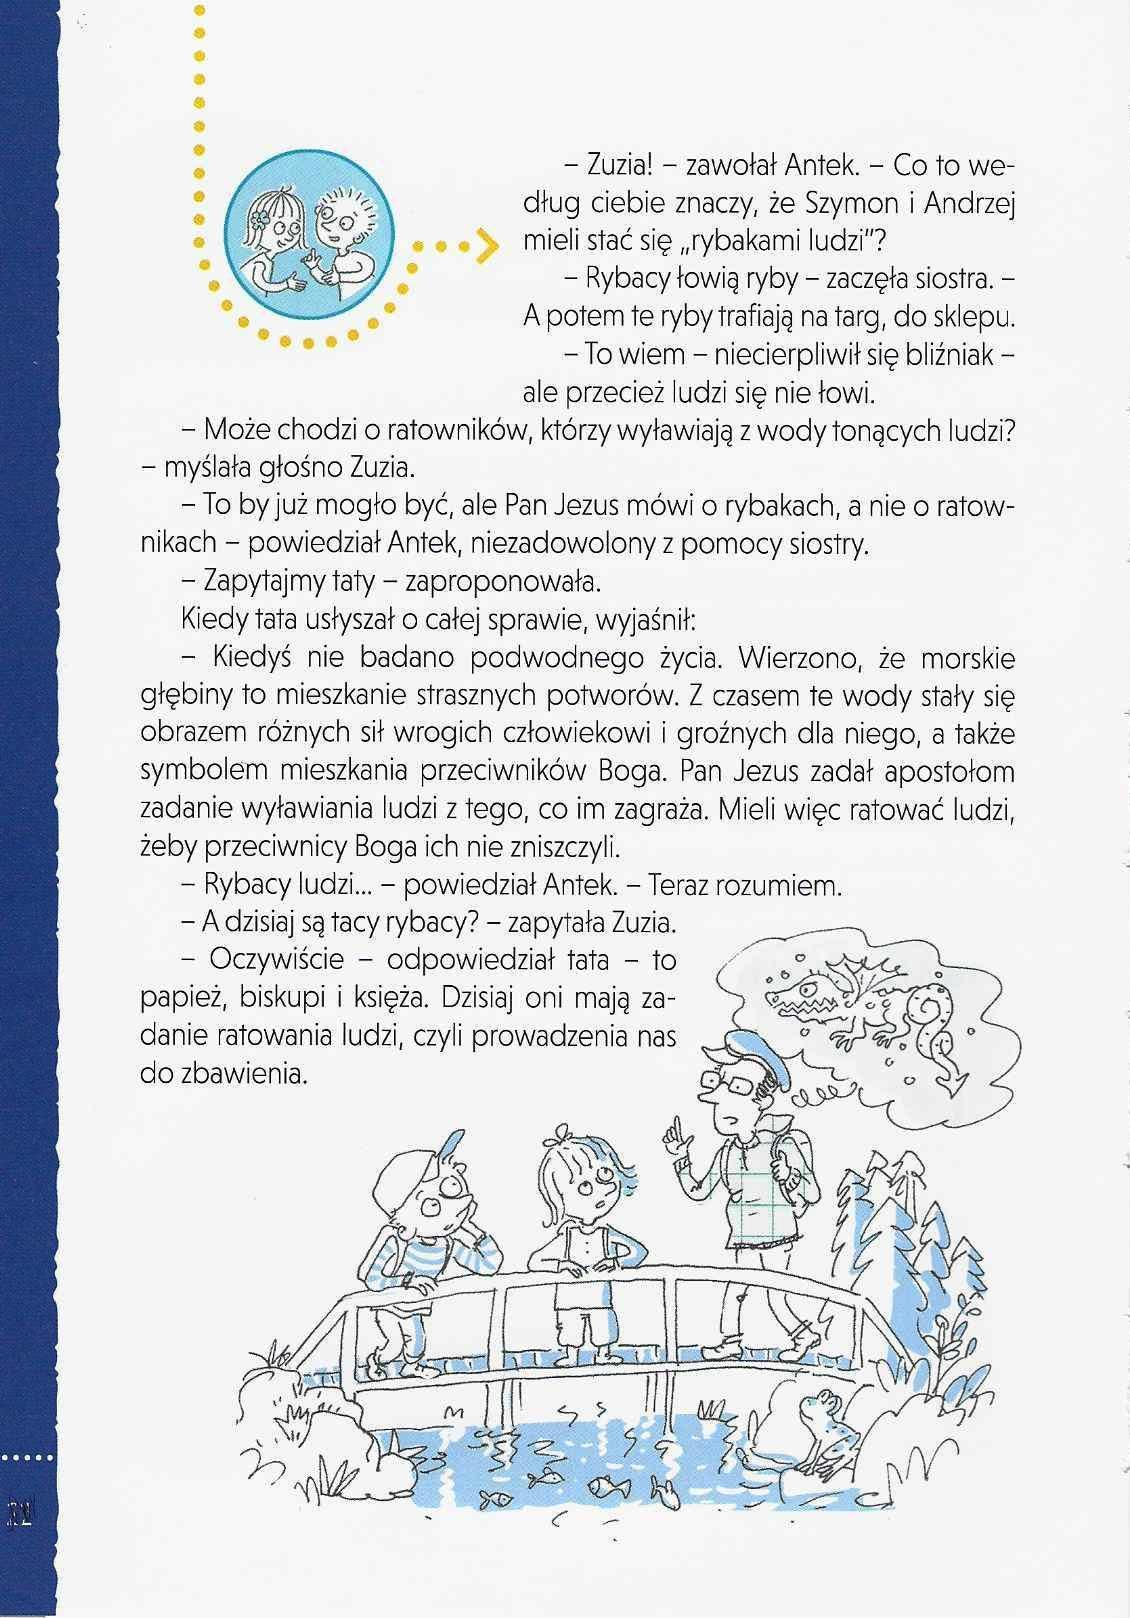 – Zuzia! – zawołał Antek. – Co to we-
dług ciebie znaczy, że Szymon i Andrzej
mieli stać się „rybakami ludzi”?
– Rybacy łowią ryby – zaczęła siostra. –
A potem te ryby trafiają na targ, do sklepu.
– To wiem – niecierpliwił się bliźniak –
ale przecież ludzi się nie łowi.
– Może chodzi o ratowników, którzy wyławiają z wody tonących ludzi?
– myślała głośno Zuzia.
– To by już mogło być, ale Pan Jezus mówi o rybakach, a nie o ratow-
nikach – powiedział Antek, niezadowolony z pomocy siostry.
– Zapytajmy taty – zaproponowała.
Kiedy tata usłyszał o całej sprawie, wyjaśnił:
– Kiedyś nie badano podwodnego życia. Wierzono, że morskie
głębiny to mieszkanie strasznych potworów. Z czasem te wody stały się
obrazem różnych sił wrogich człowiekowi i groźnych dla niego, a także
symbolem mieszkania przeciwników Boga. Pan Jezus zadał apostołom
zadanie wyławiania ludzi z tego, co im zagraża. Mieli więc ratować ludzi,
żeby przeciwnicy Boga ich nie zniszczyli.
– Rybacy ludzi... – powiedział Antek. – Teraz rozumiem.
– A dzisiaj są tacy rybacy? – zapytała Zuzia.
– Oczywiście – odpowiedział tata – to
papież, biskupi i księża. Dzisiaj oni mają za-
danie ratowania ludzi, czyli prowadzenia nas
do zbawienia.